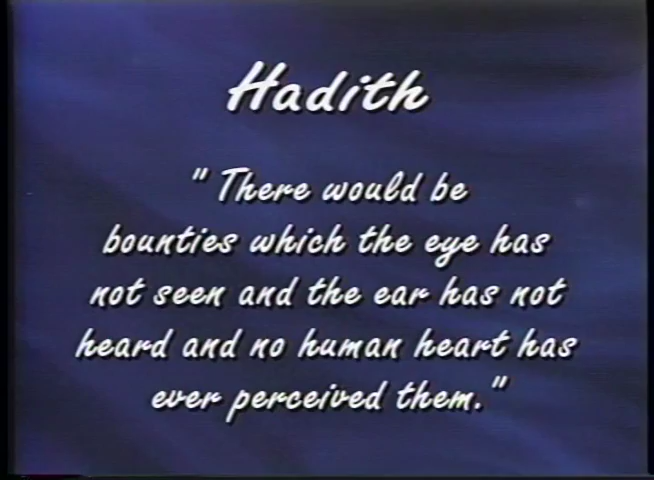 Hadith
" There would be
bounties which the eye has
not seen and the ear has not
heard and no human heart has
ever perceived them."